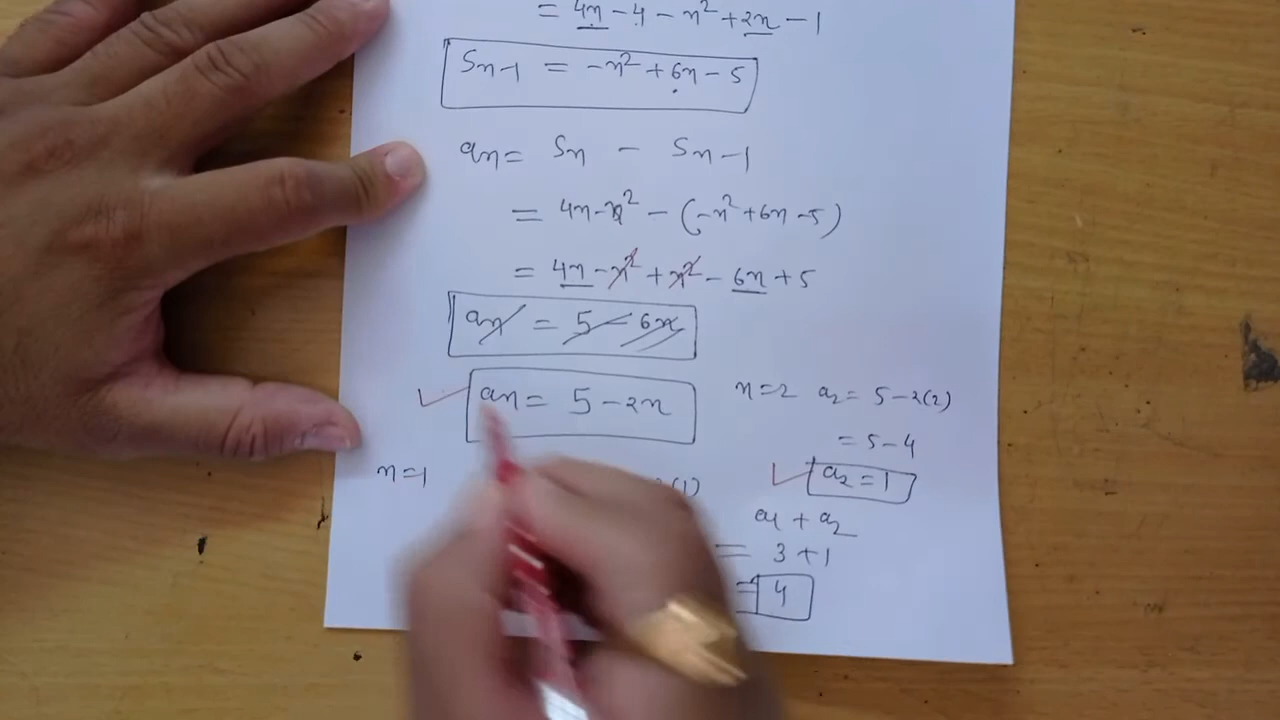 = 4n - 4 - n² + 2n - 1
Sn-1 = -n² + 6n - 5
an = Sn - Sn-1
= 4n - n² - (-n² + 6n - 5)
= 4n - n² + n² - 6n + 5
an = 5 - 6n
an = 5 - 2n
n=1
(1)
n=2 a2 = 5 - 2(2)
= 5 - 4
a2 = 1
a1 + a2
= 3 + 1
= 4